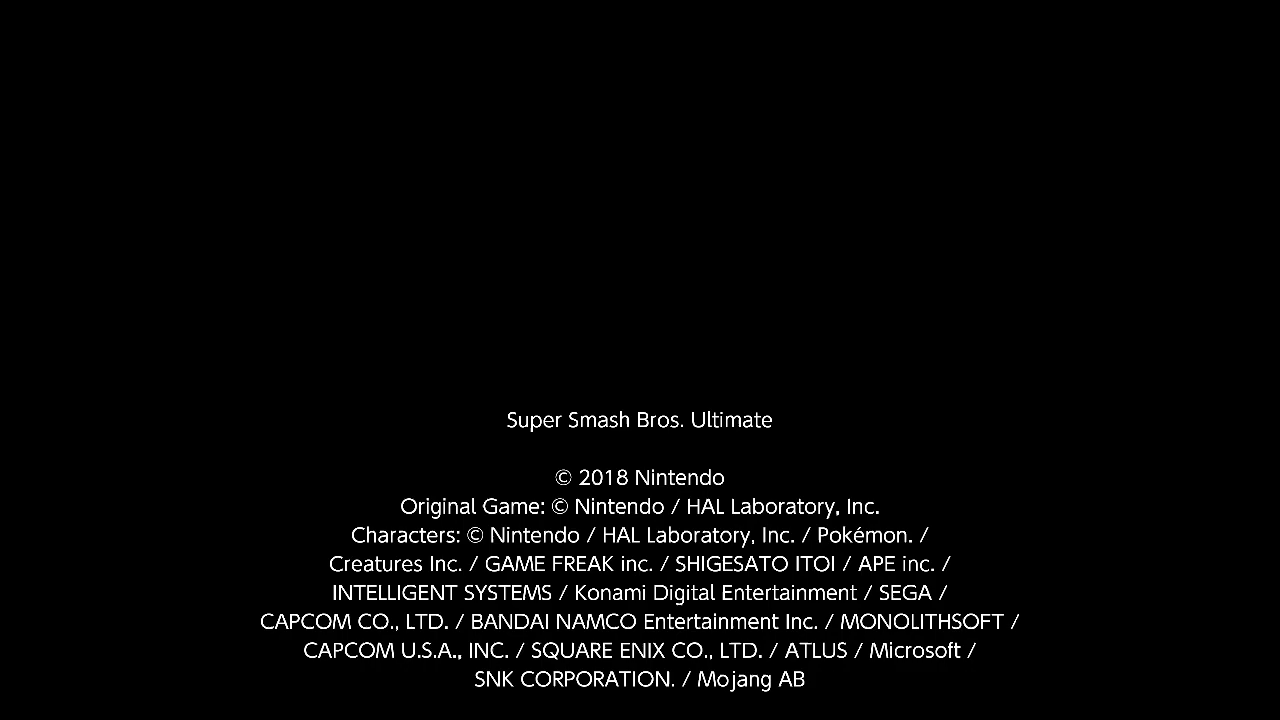 Super Smash Bros. Ultimate
© 2018 Nintendo
Original Game: © Nintendo / HAL Laboratory, Inc.
Characters: © Nintendo / HAL Laboratory, Inc. / Pokémon. /
Creatures Inc. / GAME FREAK inc. / SHIGESATO ITOI / APE inc. /
INTELLIGENT SYSTEMS / Konami Digital Entertainment / SEGA /
CAPCOM CO., LTD. / BANDAI NAMCO Entertainment Inc. / MONOLITHSOFT /
CAPCOM U.S.A., INC. / SQUARE ENIX CO., LTD. / ATLUS / Microsoft /
SNK CORPORATION. / Mojang AB